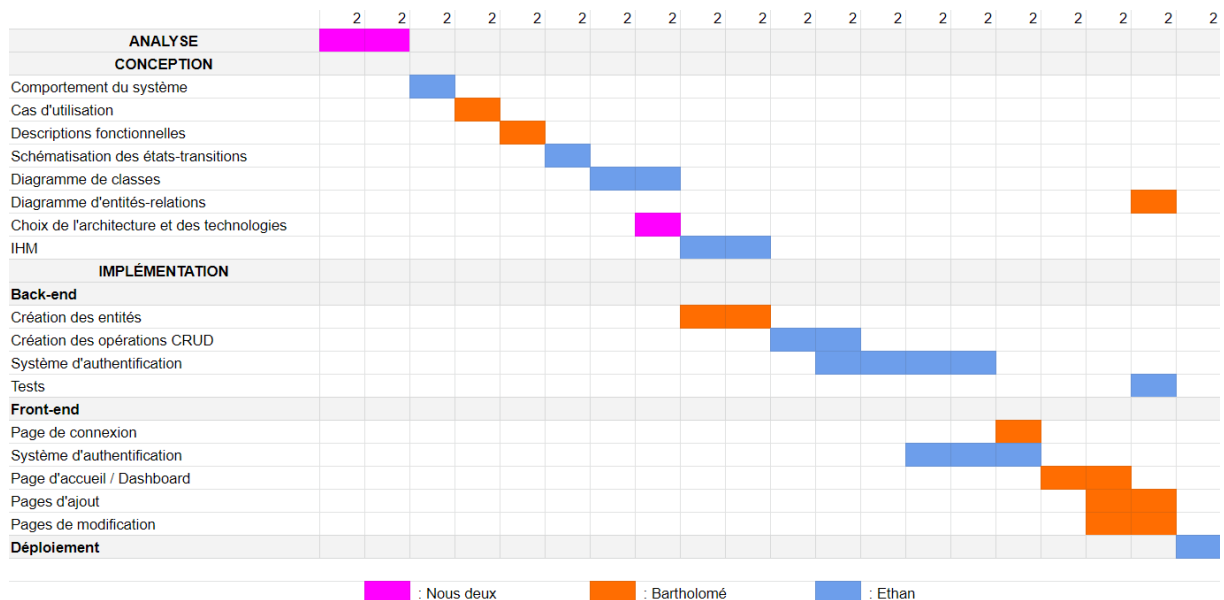 2 2 2 2 2 2 2 2 2 2 2 2 2 2 2 2 2 2 2 2
ANALYSE
CONCEPTION
Comportement du système
Cas d'utilisation
Descriptions fonctionnelles
Schématisation des états-transitions
Diagramme de classes
Diagramme d'entités-relations
Choix de l'architecture et des technologies
IHM
IMPLÉMENTATION
Back-end
Création des entités
Création des opérations CRUD
Système d'authentification
Tests
Front-end
Page de connexion
Système d'authentification
Page d'accueil / Dashboard
Pages d'ajout
Pages de modification
Déploiement
: Nous deux : Bartholomé : Ethan